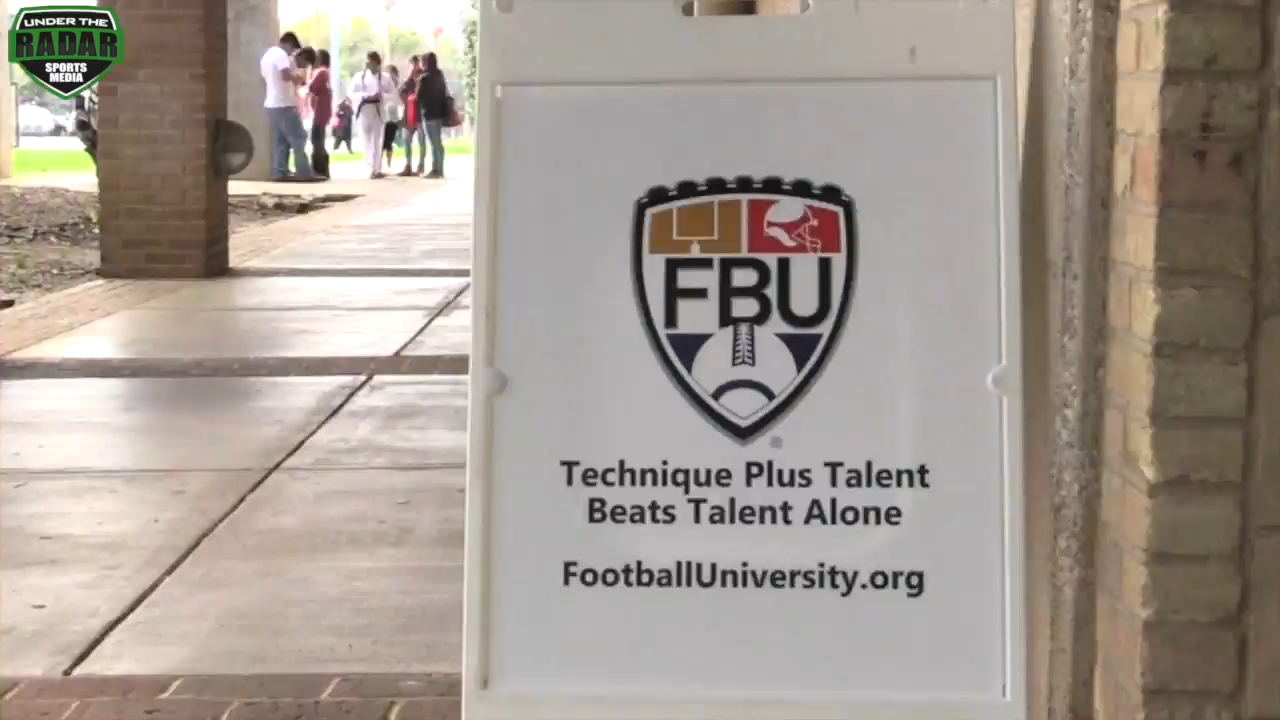 UNDER THE
RADAR
SPORTS
MEDIA
FBU
Technique Plus Talent
Beats Talent Alone
FootballUniversity.org